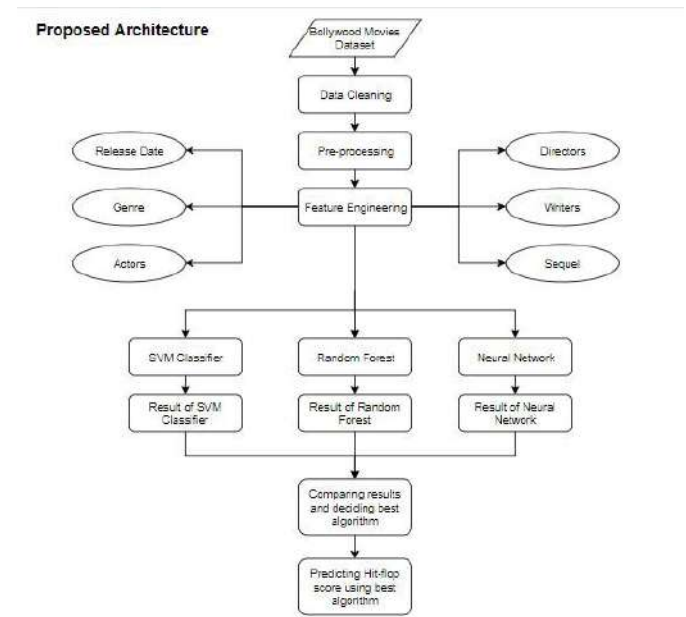 Proposed Architecture
Bollywood Movies
Dataset
Data Cleaning
Pre-processing
Feature Engineering
Release Date
Genre
Actors
Directors
Writers
Sequel
SVM Classifier
Random Forest
Neural Network
Result of SVM
Classifier
Result of Random
Forest
Result of Neural
Network
Comparing results
and deciding best
algorithm
Predicting Hit-flop
score using best
algorithm